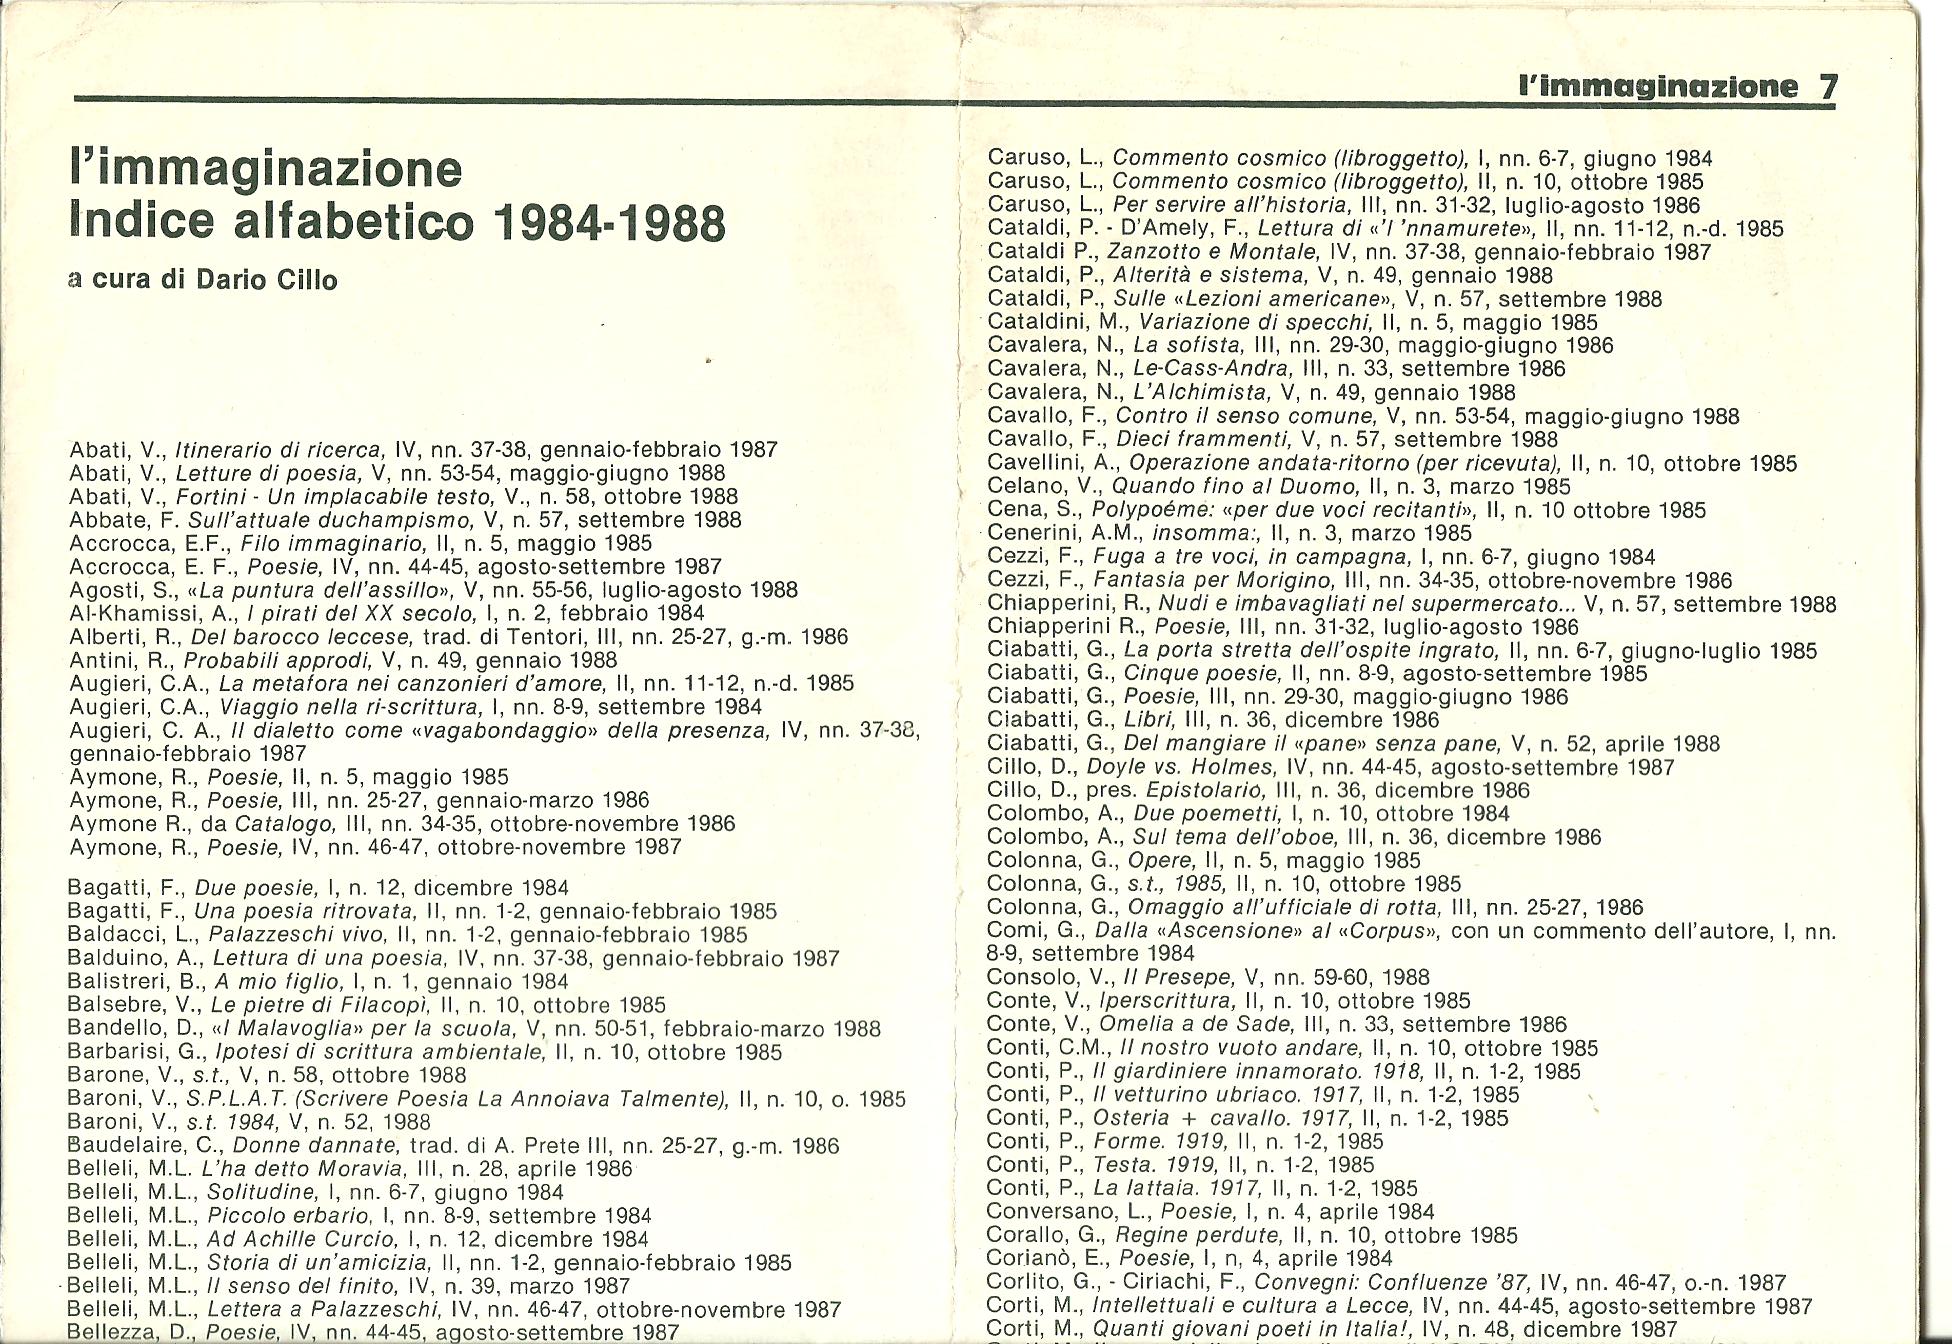 l'immaginazione 7
l'immaginazione
Indice alfabetico 1984-1988
a cura di Dario Cillo
Abati, V., Itinerario di ricerca, IV, nn. 37-38, gennaio-febbraio 1987
Abati, V., Letture di poesia, V, nn. 53-54, maggio-giugno 1988
Abati, V., Fortini - Un implacabile testo, V., n. 58, ottobre 1988
Abbate, F. Sull'attuale duchampismo, V, n. 57, settembre 1988
Accrocca, E.F., Filo immaginario, II, n. 5, maggio 1985
Accrocca, E. F., Poesie, IV, nn. 44-45, agosto-settembre 1987
Agosti, S., «La puntura dell'assillo», V, nn. 55-56, luglio-agosto 1988
Al-Khamissi, A., I pirati del XX secolo, I, n. 2, febbraio 1984
Alberti, R., Del barocco leccese, trad. di Tentori, III, nn. 25-27, g.-m. 1986
Antini, R., Probabili approdi, V, n. 49, gennaio 1988
Augieri, C.A., La metafora nei canzonieri d'amore, II, nn. 11-12, n.-d. 1985
Augieri, C.A., Viaggio nella ri-scrittura, I, nn. 8-9, settembre 1984
Augieri, C. A., Il dialetto come «vagabondaggio» della presenza, IV, nn. 37-38,
gennaio-febbraio 1987
Aymone, R., Poesie, II, n. 5, maggio 1985
Aymone, R., Poesie, III, nn. 25-27, gennaio-marzo 1986
Aymone R., da Catalogo, III, nn. 34-35, ottobre-novembre 1986
Aymone, R., Poesie, IV, nn. 46-47, ottobre-novembre 1987
Bagatti, F., Due poesie, I, n. 12, dicembre 1984
Bagatti, F., Una poesia ritrovata, II, nn. 1-2, gennaio-febbraio 1985
Baldacci, L., Palazzeschi vivo, II, nn. 1-2, gennaio-febbraio 1985
Balduino, A., Lettura di una poesia, IV, nn. 37-38, gennaio-febbraio 1987
Balistreri, B., A mio figlio, I, n. 1, gennaio 1984
Balsebre, V., Le pietre di Filacopì, II, n. 10, ottobre 1985
Bandello, D., «I Malavoglia» per la scuola, V, nn. 50-51, febbraio-marzo 1988
Barbarisi, G., Ipotesi di scrittura ambientale, II, n. 10, ottobre 1985
Barone, V., s.t., V, n. 58, ottobre 1988
Baroni, V., S.P.L.A.T. (Scrivere Poesia La Annoiava Talmente), II, n. 10, o. 1985
Baroni, V., s.t. 1984, V, n. 52, 1988
Baudelaire, C., Donne dannate, trad. di A. Prete III, nn. 25-27, g.-m. 1986
Belleli, M.L. L'ha detto Moravia, III, n. 28, aprile 1986
Belleli, M.L., Solitudine, I, nn. 6-7, giugno 1984
Belleli, M.L., Piccolo erbario, I, nn. 8-9, settembre 1984
Belleli, M.L., Ad Achille Curcio, I, n. 12, dicembre 1984
Belleli, M.L., Storia di un'amicizia, II, nn. 1-2, gennaio-febbraio 1985
Belleli, M.L., Il senso del finito, IV, n. 39, marzo 1987
Belleli, M.L., Lettera a Palazzeschi, IV, nn. 46-47, ottobre-novembre 1987
Bellezza, D., Poesie, IV, nn. 44-45, agosto-settembre 1987
Caruso, L., Commento cosmico (libroggetto), I, nn. 6-7, giugno 1984
Caruso, L., Commento cosmico (libroggetto), II, n. 10, ottobre 1985
Caruso, L., Per servire all'historia, III, nn. 31-32, luglio-agosto 1986
Cataldi, P. - D'Amely, F., Lettura di «'I 'nnamurete», II, nn. 11-12, n.-d. 1985
Cataldi P., Zanzotto e Montale, IV, nn. 37-38, gennaio-febbraio 1987
Cataldi, P., Alterità e sistema, V, n. 49, gennaio 1988
Cataldi, P., Sulle «Lezioni americane», V, n. 57, settembre 1988
Cataldini, M., Variazione di specchi, II, n. 5, maggio 1985
Cavalera, N., La sofista, III, nn. 29-30, maggio-giugno 1986
Cavalera, N., Le-Cass-Andra, III, n. 33, settembre 1986
Cavalera, N., L'Alchimista, V, n. 49, gennaio 1988
Cavallo, F., Contro il senso comune, V, nn. 53-54, maggio-giugno 1988
Cavallo, F., Dieci frammenti, V, n. 57, settembre 1988
Cavellini, A., Operazione andata-ritorno (per ricevuta), II, n. 10, ottobre 1985
Celano, V., Quando fino al Duomo, II, n. 3, marzo 1985
Cena, S., Polypoéme: «per due voci recitanti», II, n. 10 ottobre 1985
Cenerini, A.M., insomma:, II, n. 3, marzo 1985
Cezzi, F., Fuga a tre voci, in campagna, I, nn. 6-7, giugno 1984
Cezzi, F., Fantasia per Morigino, III, nn. 34-35, ottobre-novembre 1986
Chiapperini, R., Nudi e imbavagliati nel supermercato... V, n. 57, settembre 1988
Chiapperini R., Poesie, III, nn. 31-32, luglio-agosto 1986
Ciabatti, G., La porta stretta dell'ospite ingrato, II, nn. 6-7, giugno-luglio 1985
Ciabatti, G., Cinque poesie, II, nn. 8-9, agosto-settembre 1985
Ciabatti, G., Poesie, III, nn. 29-30, maggio-giugno 1986
Ciabatti, G., Libri, III, n. 36, dicembre 1986
Ciabatti, G., Del mangiare il «pane» senza pane, V, n. 52, aprile 1988
Cillo, D., Doyle vs. Holmes, IV, nn. 44-45, agosto-settembre 1987
Cillo, D., pres. Epistolario, III, n. 36, dicembre 1986
Colombo, A., Due poemetti, I, n. 10, ottobre 1984
Colombo, A., Sul tema dell'oboe, III, n. 36, dicembre 1986
Colonna, G., Opere, II, n. 5, maggio 1985
Colonna, G., s.t., 1985, II, n. 10, ottobre 1985
Colonna, G., Omaggio all'ufficiale di rotta, III, nn. 25-27, 1986
Comi, G., Dalla «Ascensione» al «Corpus», con un commento dell'autore, I, nn.
8-9, settembre 1984
Consolo, V., Il Presepe, V, nn. 59-60, 1988
Conte, V., Iperscrittura, II, n. 10, ottobre 1985
Conte, V., Omelia a de Sade, III, n. 33, settembre 1986
Conti, C.M., Il nostro vuoto andare, II, n. 10, ottobre 1985
Conti, P., Il giardiniere innamorato. 1918, II, n. 1-2, 1985
Conti, P., Il vetturino ubriaco. 1917, II, n. 1-2, 1985
Conti, P., Osteria + cavallo. 1917, II, n. 1-2, 1985
Conti, P., Forme. 1919, II, n. 1-2, 1985
Conti, P., Testa. 1919, II, n. 1-2, 1985
Conti, P., La lattaia. 1917, II, n. 1-2, 1985
Conversano, L., Poesie, I, n. 4, aprile 1984
Corallo, G., Regine perdute, II, n. 10, ottobre 1985
Corianò, E., Poesie, I, n, 4, aprile 1984
Corlito, G., - Ciriachi, F., Convegni: Confluenze '87, IV, nn. 46-47, o.-n. 1987
Corti, M., Intellettuali e cultura a Lecce, IV, nn. 44-45, agosto-settembre 1987
Corti, M., Quanti giovani poeti in Italia!, IV, n. 48, dicembre 1987